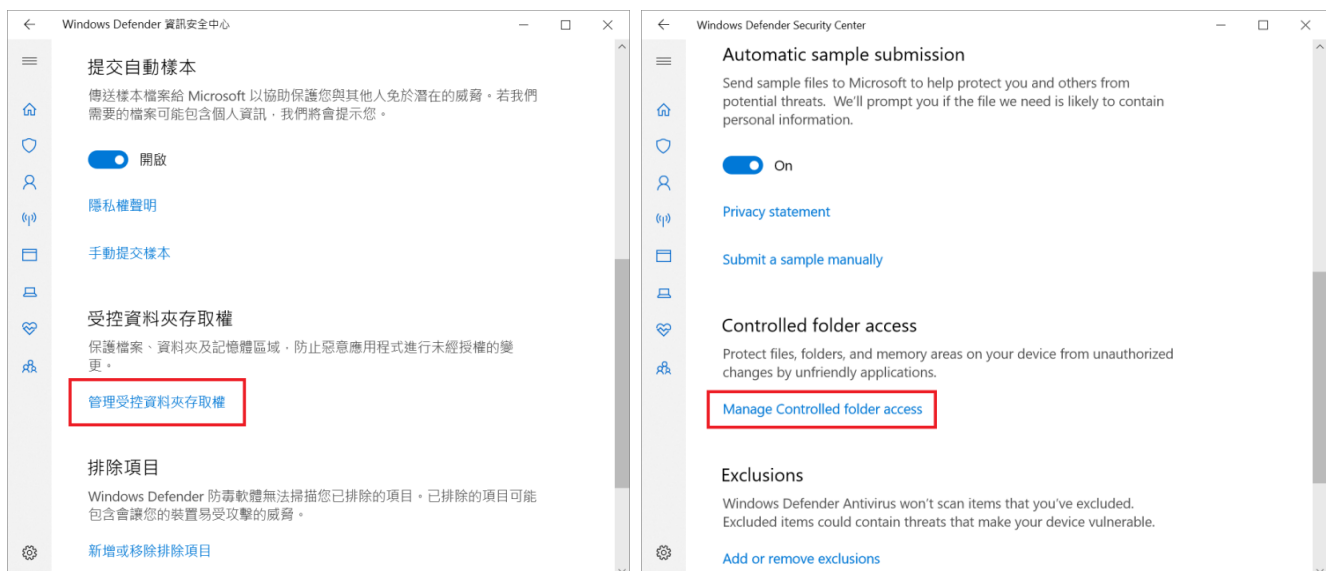 Windows Defender 資訊安全中心
提交自動樣本
傳送樣本檔案給 Microsoft 以協助保護您與其他人免於潛在的威脅。若我們
需要的檔案可能包含個人資訊，我們將會提示您。
開啟
隱私權聲明
手動提交樣本
受控資料夾存取權
保護檔案、資料夾及記憶體區域，防止惡意應用程式進行未經授權的變
更。
管理受控資料夾存取權
排除項目
Windows Defender 防毒軟體無法掃描您已排除的項目。已排除的項目可能
包含會讓您的裝置易受攻擊的威脅。
新增或移除排除項目
Windows Defender Security Center
Automatic sample submission
Send sample files to Microsoft to help protect you and others from
potential threats. We'll prompt you if the file we need is likely to contain
personal information.
On
Privacy statement
Submit a sample manually
Controlled folder access
Protect files, folders, and memory areas on your device from unauthorized
changes by unfriendly applications.
Manage Controlled folder access
Exclusions
Windows Defender Antivirus won't scan items that you've excluded.
Excluded items could contain threats that make your device vulnerable.
Add or remove exclusions